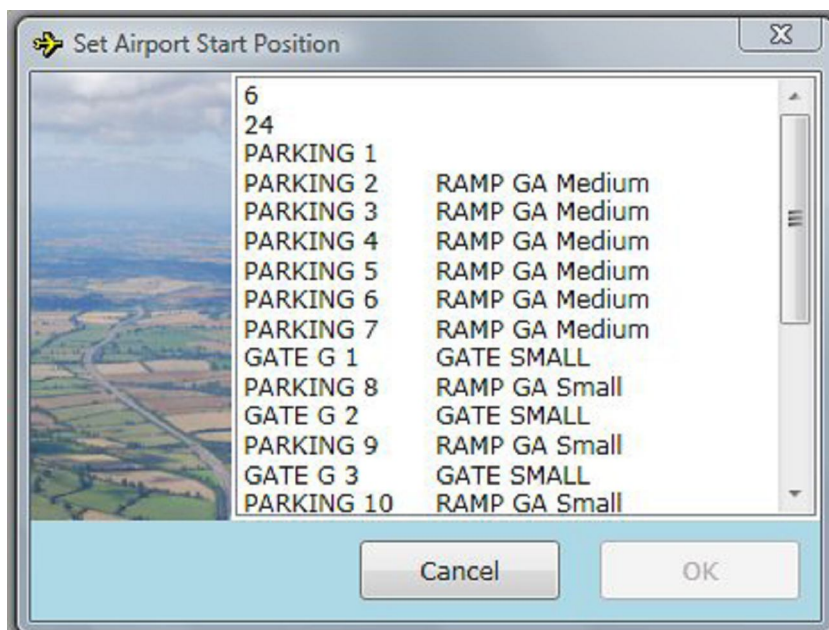 Set Airport Start Position
6
24
PARKING 1
PARKING 2 RAMP GA Medium
PARKING 3 RAMP GA Medium
PARKING 4 RAMP GA Medium
PARKING 5 RAMP GA Medium
PARKING 6 RAMP GA Medium
PARKING 7 RAMP GA Medium
GATE G 1 GATE SMALL
PARKING 8 RAMP GA Small
GATE G 2 GATE SMALL
PARKING 9 RAMP GA Small
GATE G 3 GATE SMALL
PARKING 10 RAMP GA Small
Cancel OK